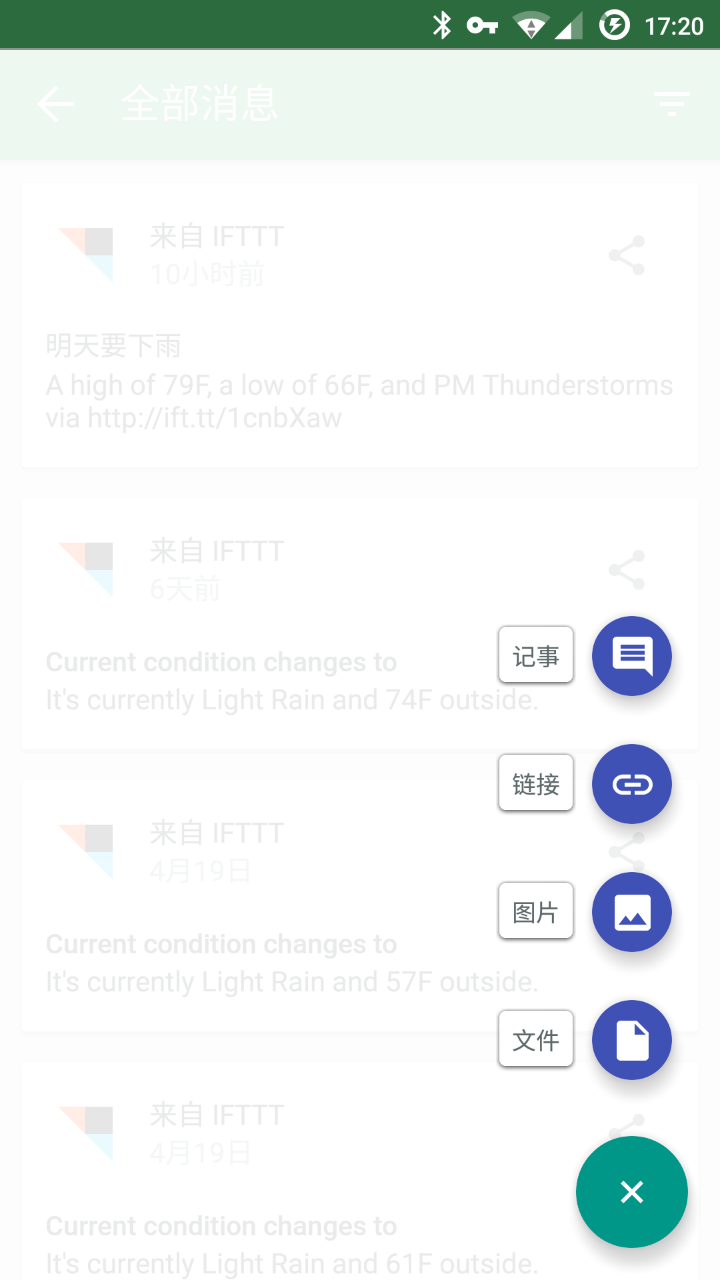 17:20
全部消息
来自 IFTTT
10小时前
明天要下雨
A high of 79F, a low of 66F, and PM Thunderstorms
via http://ift.tt/1cnbXaw
来自 IFTTT
6天前
Current condition changes to
It's currently Light Rain and 74F outside.
记事
链接
来自 IFTTT
4月19日
图片
Current condition changes to
It's currently Light Rain and 57F outside.
文件
来自 IFTTT
4月19日
Current condition changes to
It's currently Light Rain and 61F outside.